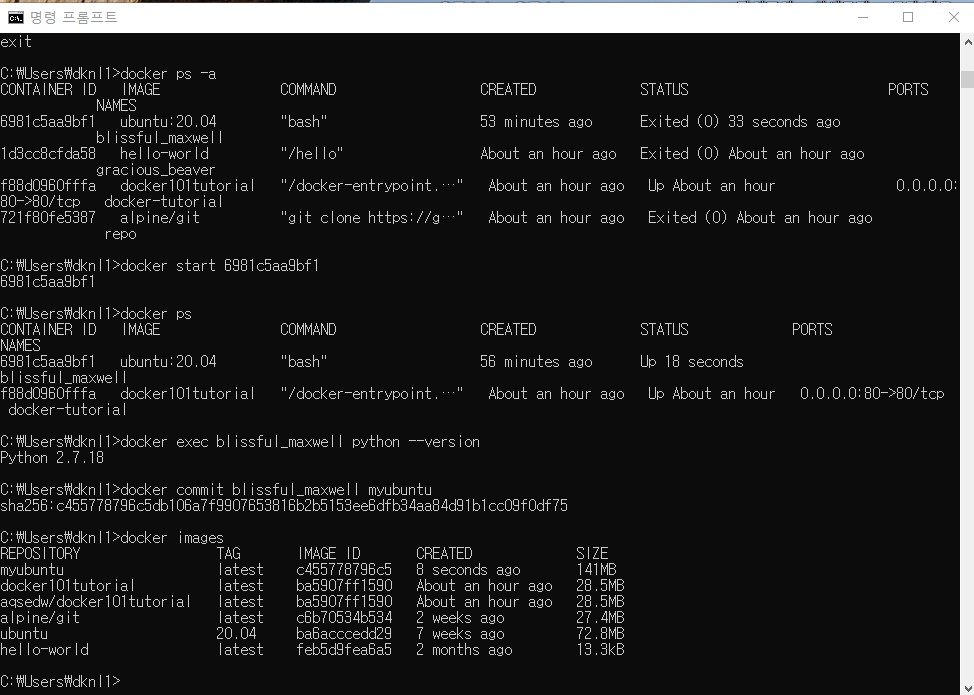 명령 프롬프트
exit
C:\Users\dknl1>docker ps -a
CONTAINER ID   IMAGE               COMMAND                  CREATED             STATUS                         PORTS
            NAMES
6981c5aa9bf1   ubuntu:20.04        "bash"                   53 minutes ago      Exited (0) 33 seconds ago
            blissful_maxwell
1d3cc8cfda58   hello-world         "/hello"                 About an hour ago   Exited (0) About an hour ago
            gracious_beaver
f88d0960fffa   docker101tutorial   "/docker-entrypoint.…"   About an hour ago   Up About an hour               0.0.0.0:
80->80/tcp   docker-tutorial
721f80fe5387   alpine/git          "git clone https://g…"   About an hour ago   Exited (0) About an hour ago
             repo
C:\Users\dknl1>docker start 6981c5aa9bf1
6981c5aa9bf1
C:\Users\dknl1>docker ps
CONTAINER ID   IMAGE               COMMAND                  CREATED             STATUS             PORTS
NAMES
6981c5aa9bf1   ubuntu:20.04        "bash"                   56 minutes ago      Up 18 seconds
blissful_maxwell
f88d0960fffa   docker101tutorial   "/docker-entrypoint.…"   About an hour ago   Up About an hour   0.0.0.0:80->80/tcp
 docker-tutorial
C:\Users\dknl1>docker exec blissful_maxwell python --version
Python 2.7.18
C:\Users\dknl1>docker commit blissful_maxwell myubuntu
sha256:c455778796c5db106a7f9907653816b2b5153ee6dfb34aa84d91b1cc09f0df75
C:\Users\dknl1>docker images
REPOSITORY                 TAG       IMAGE ID       CREATED             SIZE
myubuntu                   latest    c455778796c5   8 seconds ago       141MB
docker101tutorial          latest    ba5907ff1590   About an hour ago   28.5MB
aqsedw/docker101tutorial   latest    ba5907ff1590   About an hour ago   28.5MB
alpine/git                 latest    c6b70534b534   2 weeks ago         27.4MB
ubuntu                     20.04     ba6acccedd29   7 weeks ago         72.8MB
hello-world                latest    feb5d9fea6a5   2 months ago        13.3kB
C:\Users\dknl1>